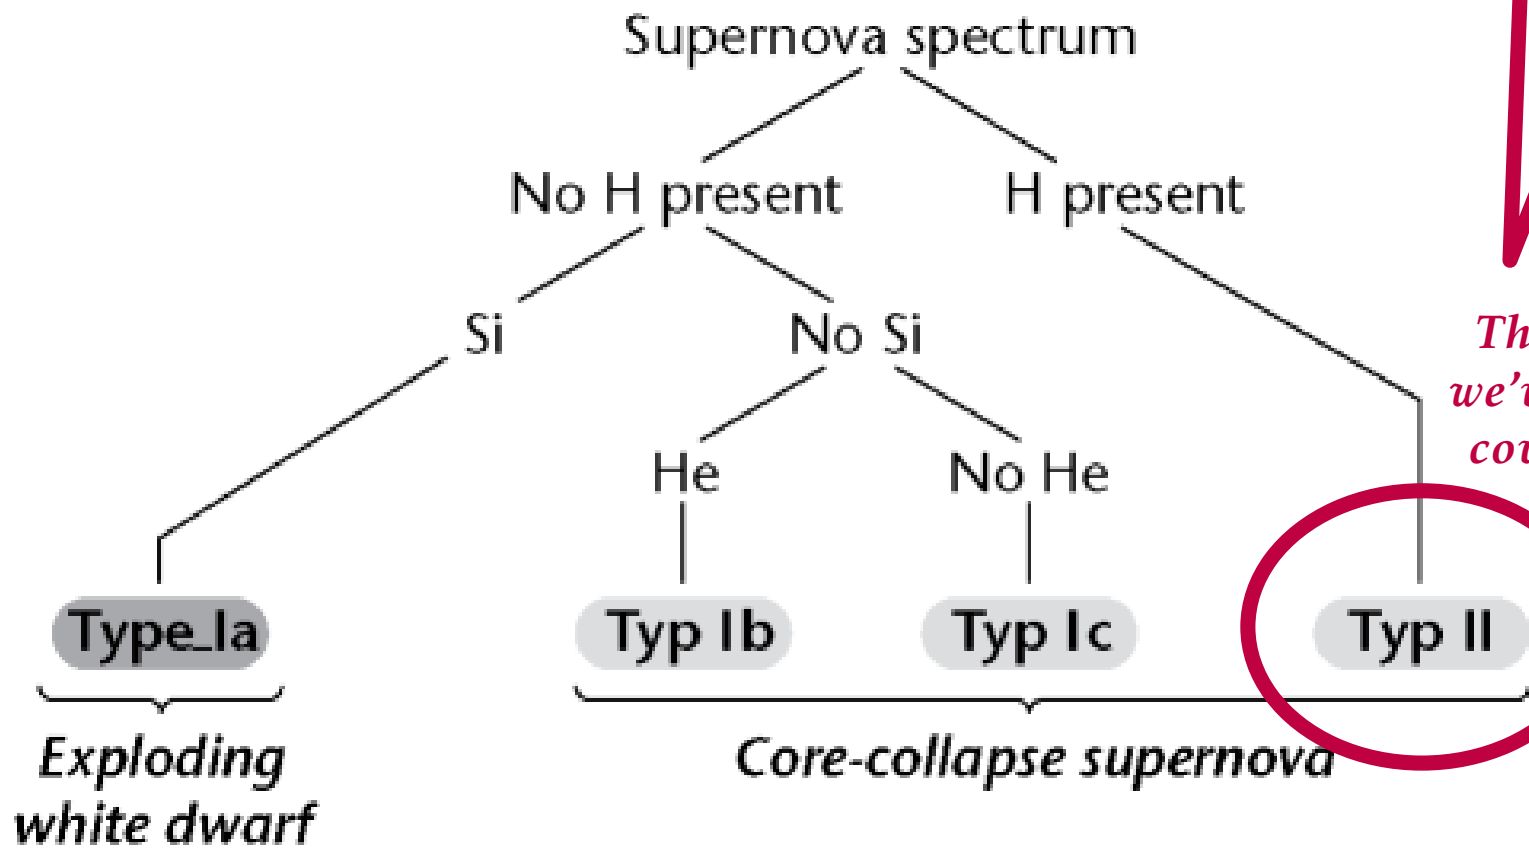 Supernova spectrum
No H present
H present
Si
No Si
He
No He
Type_Ia
Typ Ib
Typ Ic
Typ II
Exploding
white dwarf
Core-collapse supernova